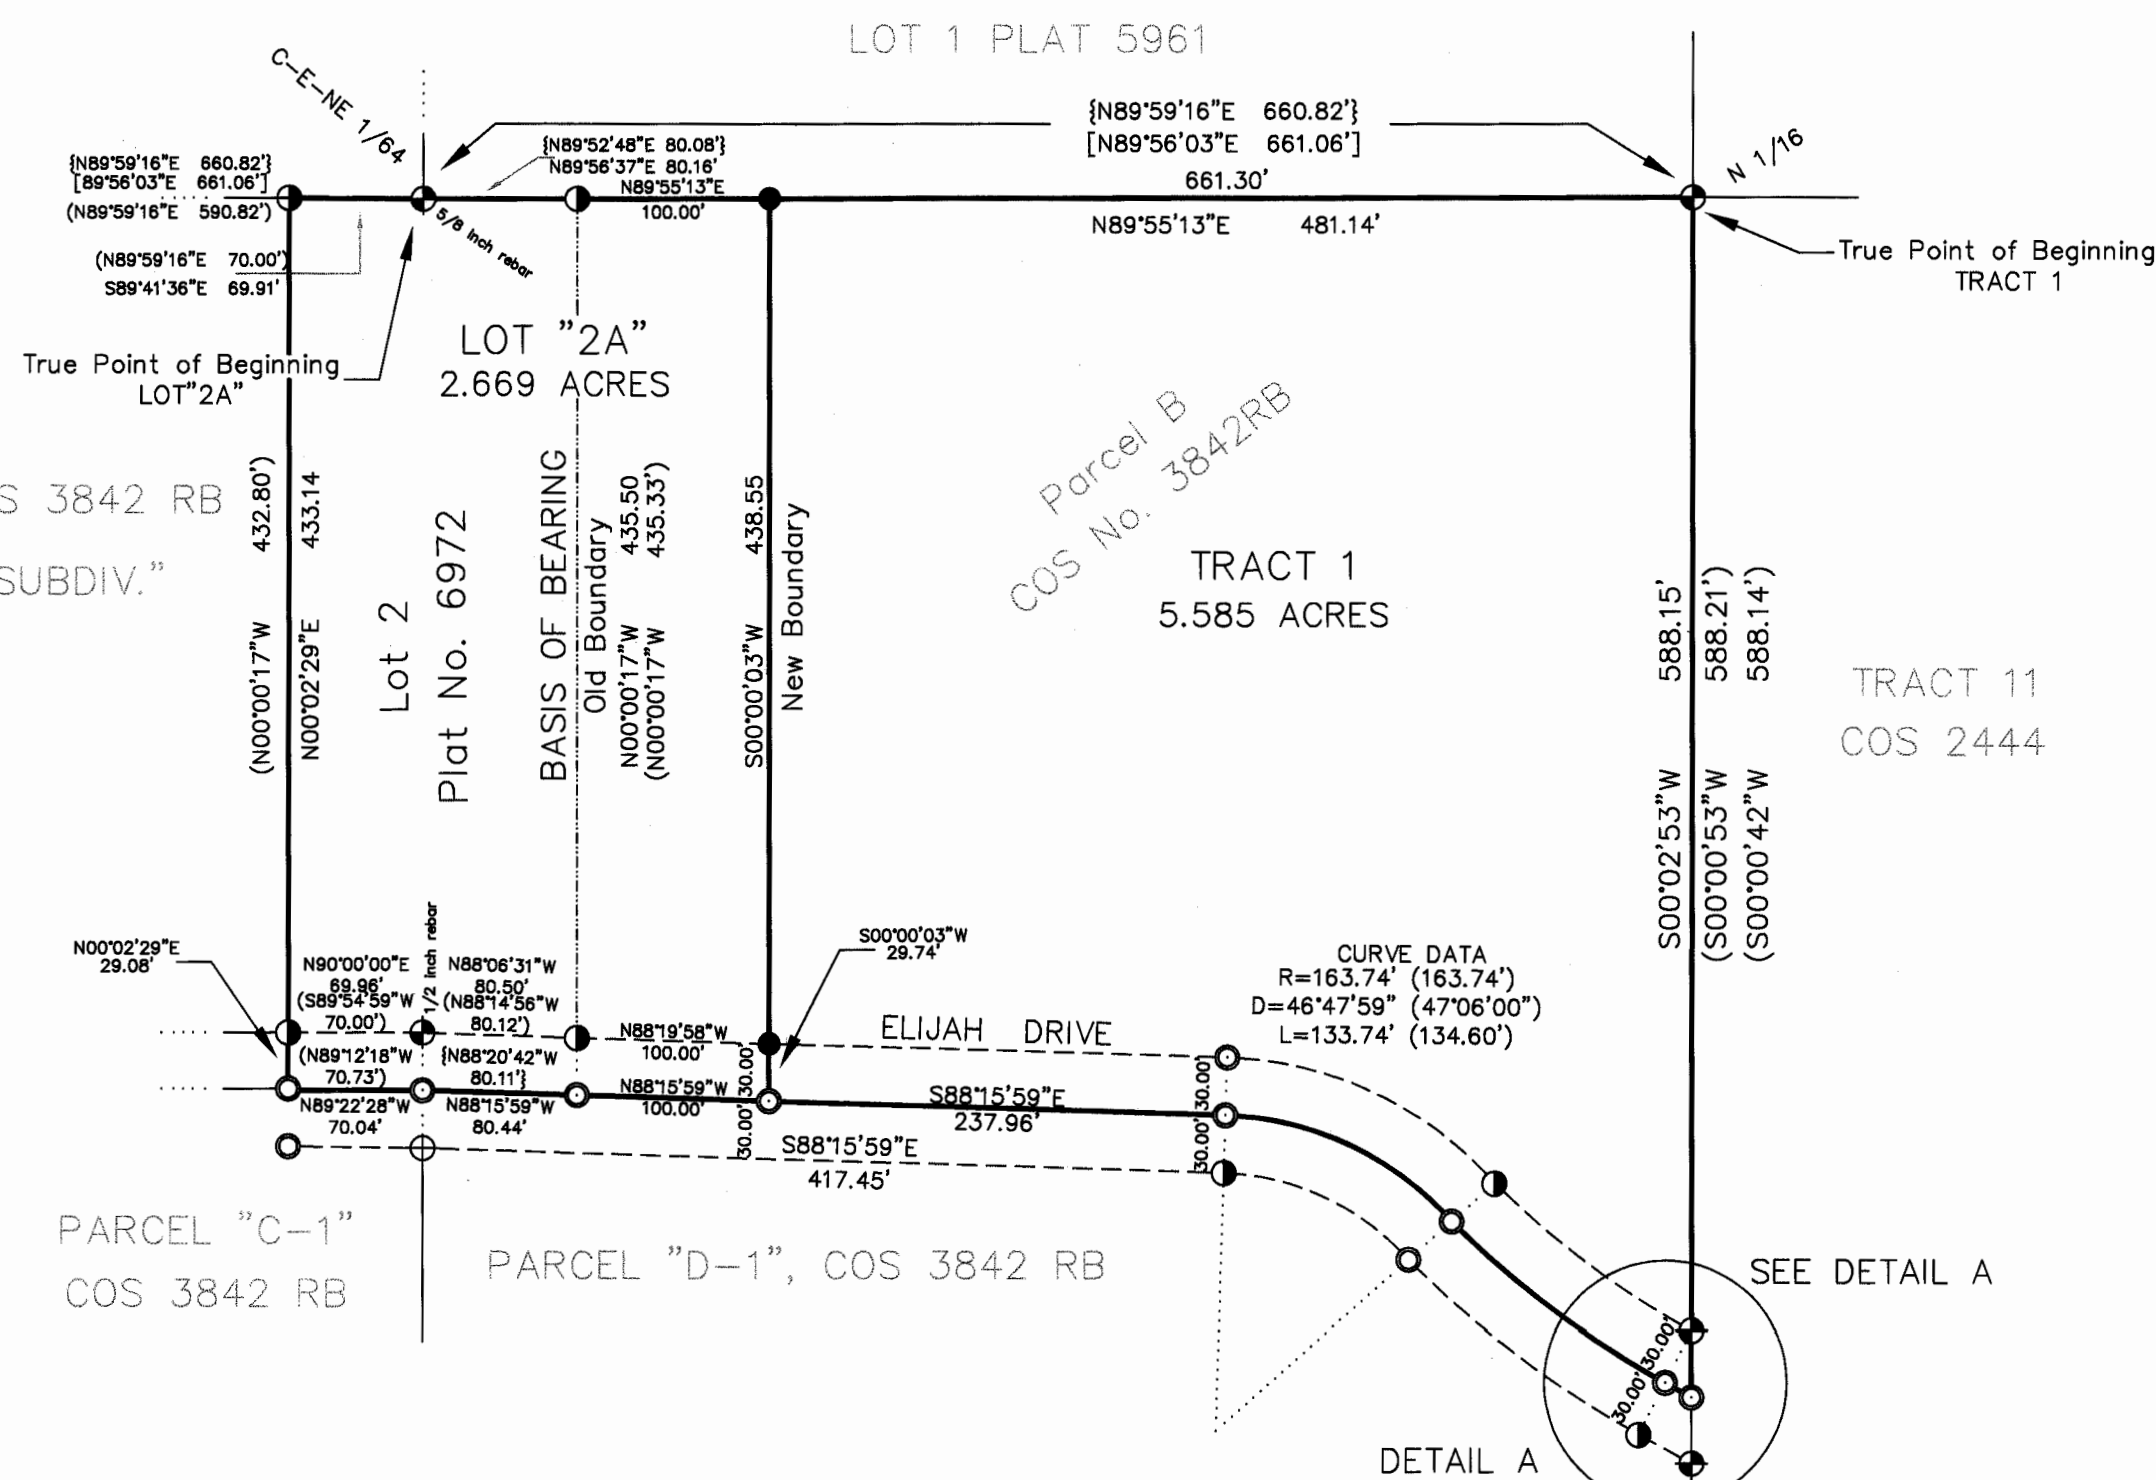 LOT 1 PLAT 5961
C-E-NE 1/64
{N89°59'16"E 660.82'}
[N89°56'03"E 661.06']
661.30'
N89°55'13"E 481.14'
N 1/16
True Point of Beginning
TRACT 1
{N89°59'16"E 660.82'}
[89°56'03"E 661.06']
(N89°59'16"E 590.82')
(N89°59'16"E 70.00')
S89°41'36"E 69.91'
{N89°52'48"E 80.08'}
N89°56'37"E 80.16'
N89°55'13"E
100.00'
5/8 inch rebar
True Point of Beginning
LOT"2A"
LOT "2A"
2.669 ACRES
S 3842 RB
SUBDIV."
(N00°00'17"W 432.80')
N00°02'29"E 433.14
Lot 2
Plat No. 6972
BASIS OF BEARING
Old Boundary
N00°00'17"W 435.50
(N00°00'17"W 435.33')
S00°00'03"W 438.55
New Boundary
Parcel B
COS No. 3842RB
TRACT 1
5.585 ACRES
S00°02'53"W 588.15'
(S00°00'53"W 588.21')
(S00°00'42"W 588.14')
TRACT 11
COS 2444
N00°02'29"E
29.08'
N90°00'00"E
69.96'
(S89°54'59"W
70.00')
1/2 inch rebar
N88°06'31"W
80.50'
(N88°14'56"W
80.12')
N88°19'58"W
100.00'
S00°00'03"W
29.74'
ELIJAH DRIVE
CURVE DATA
R=163.74' (163.74')
D=46°47'59" (47°06'00")
L=133.74' (134.60')
(N89°12'18"W
70.73')
{N88°20'42"W
80.11'}
N89°22'28"W
70.04'
N88°15'59"W
80.44'
N88°15'59"W
100.00'
30.00'
30.00'
S88°15'59"E
237.96'
30.00'
30.00'
S88°15'59"E
417.45'
PARCEL "C-1"
COS 3842 RB
PARCEL "D-1", COS 3842 RB
SEE DETAIL A
30.00'
30.00'
DETAIL A